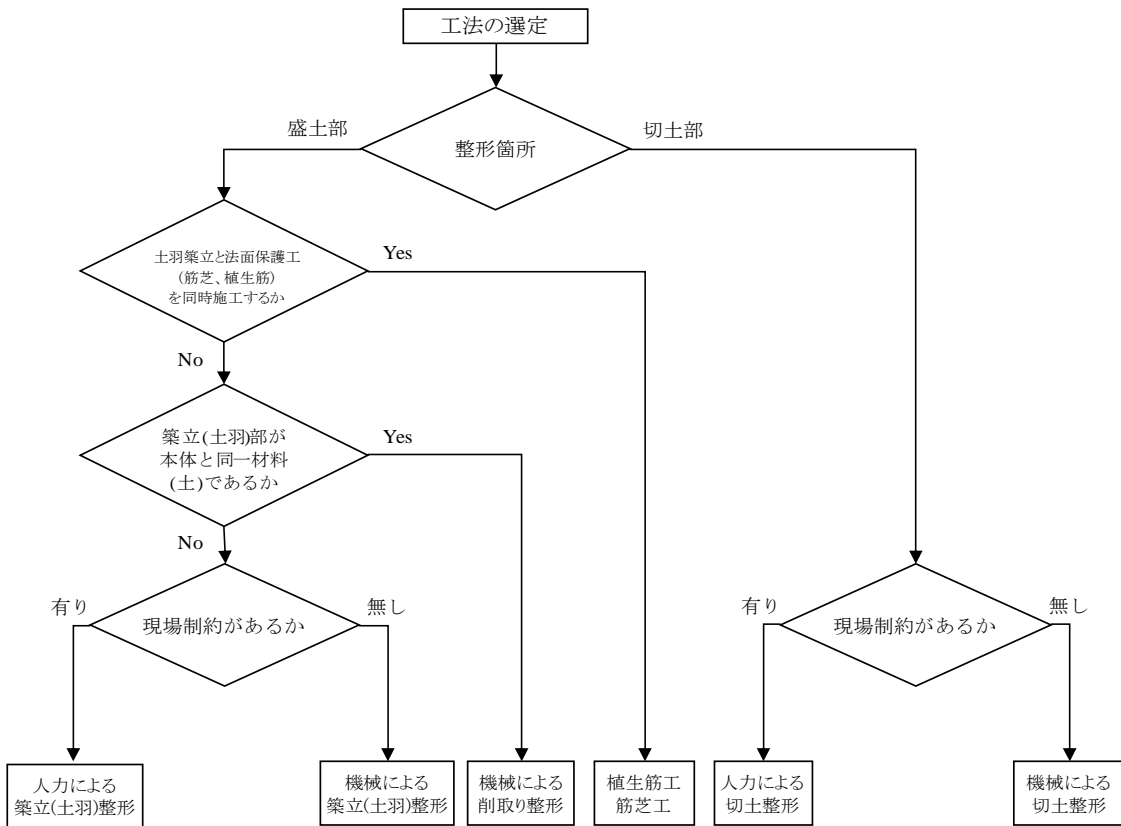 工法の選定
盛土部
切土部
整形箇所
土羽築立と法面保護工
(筋芝、植生筋)
を同時施工するか
Yes
No
築立(土羽)部が
本体と同一材料
(土)であるか
Yes
No
有り
現場制約があるか
無し
有り
現場制約があるか
無し
人力による
築立(土羽)整形
機械による
築立(土羽)整形
機械による
削取り整形
植生筋工
筋芝工
人力による
切土整形
機械による
切土整形